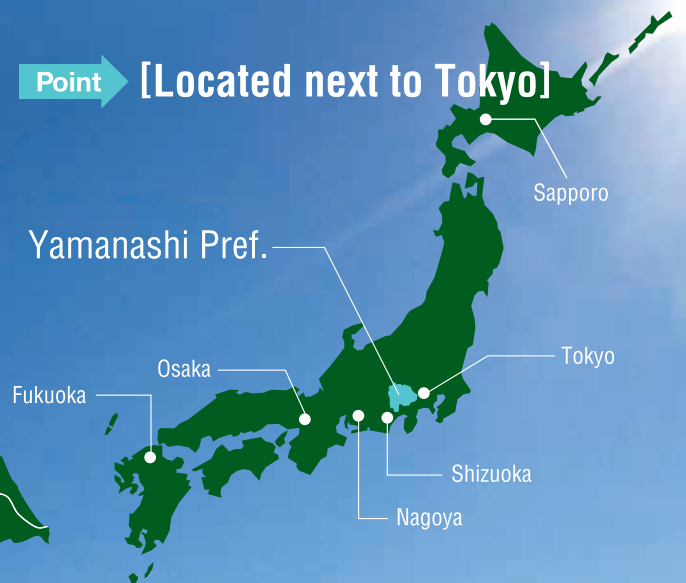 Point
[Located next to Tokyo]
Sapporo
Yamanashi Pref.
Tokyo
Osaka
Fukuoka
Shizuoka
Nagoya